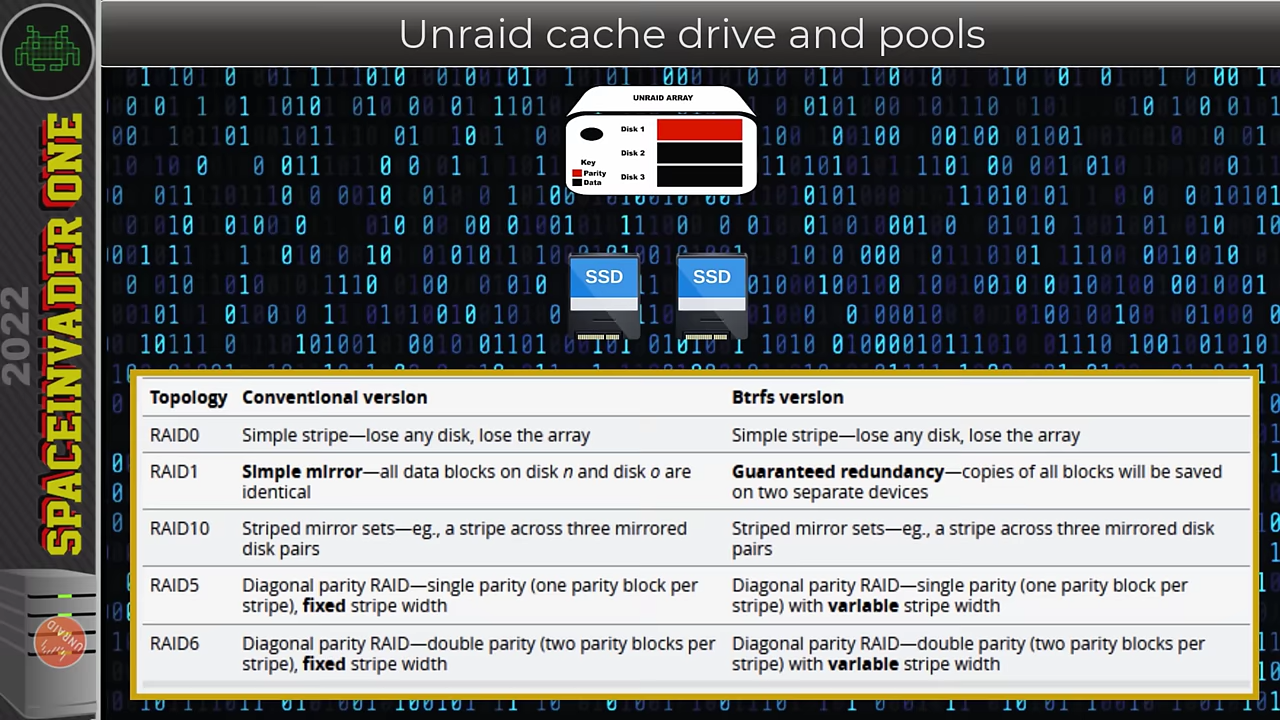 Unraid cache drive and pools
2022
SPACEINVADER ONE
UNRAID
UNRAID ARRAY
Disk 1
Disk 2
Disk 3
Key
Parity
Data
SSD
SSD
Topology Conventional version Btrfs version
RAID0 Simple stripe—lose any disk, lose the array Simple stripe—lose any disk, lose the array
RAID1 Simple mirror—all data blocks on disk n and disk o are Guaranteed redundancy—copies of all blocks will be saved
identical on two separate devices
RAID10 Striped mirror sets—eg., a stripe across three mirrored Striped mirror sets—eg., a stripe across three mirrored disk
disk pairs pairs
RAID5 Diagonal parity RAID—single parity (one parity block per Diagonal parity RAID—single parity (one parity block per
stripe), fixed stripe width stripe) with variable stripe width
RAID6 Diagonal parity RAID—double parity (two parity blocks per Diagonal parity RAID—double parity (two parity blocks per
stripe), fixed stripe width stripe) with variable stripe width